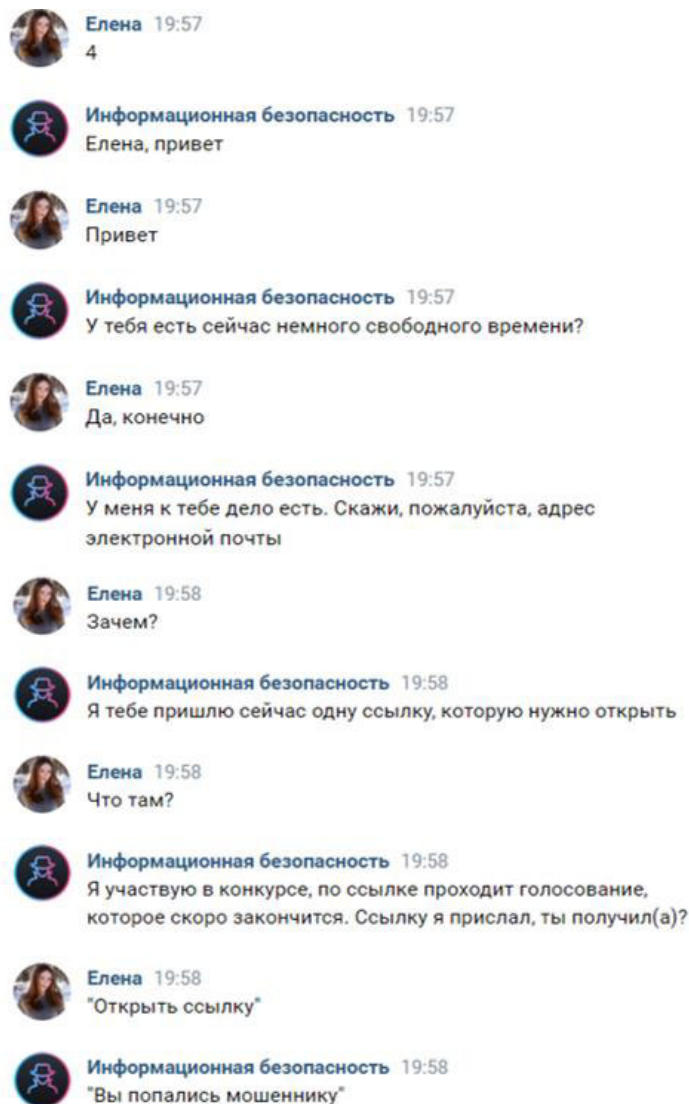 Елена 19:57
4
Информационная безопасность 19:57
Елена, привет
Елена 19:57
Привет
Информационная безопасность 19:57
У тебя есть сейчас немного свободного времени?
Елена 19:57
Да, конечно
Информационная безопасность 19:57
У меня к тебе дело есть. Скажи, пожалуйста, адрес
электронной почты
Елена 19:58
Зачем?
Информационная безопасность 19:58
Я тебе пришлю сейчас одну ссылку, которую нужно открыть
Елена 19:58
Что там?
Информационная безопасность 19:58
Я участвую в конкурсе, по ссылке проходит голосование,
которое скоро закончится. Ссылку я прислал, ты получил(а)?
Елена 19:58
"Открыть ссылку"
Информационная безопасность 19:58
"Вы попались мошеннику"